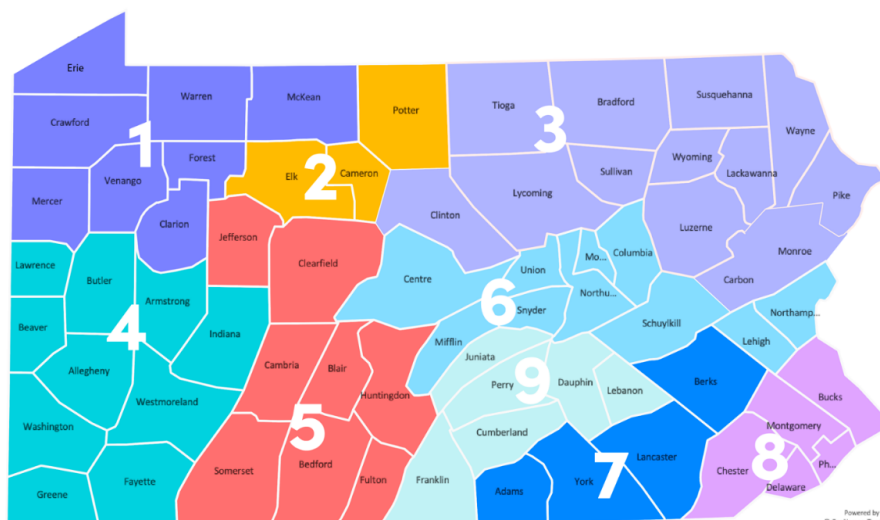 Erie
Warren
McKean
Potter
Tioga
Bradford
Susquehanna
Crawford
1
3
Wayne
Forest
Wyoming
Venango
Elk
2
Cameron
Sullivan
Lackawanna
Mercer
Lycoming
Pike
Clarion
Clinton
Jefferson
Luzerne
Clearfield
Union
Mo...
Columbia
Monroe
Lawrence
Butler
Centre
Carbon
Armstrong
6
Northu...
Beaver
4
Indiana
Snyder
Schuylkill
Northamp...
Mifflin
Lehigh
Allegheny
Cambria
Blair
Juniata
9
Perry
Dauphin
Lebanon
Berks
Huntingdon
Bucks
Westmoreland
Washington
5
Cumberland
Montgomery
Somerset
Bedford
Lancaster
Chester
8
Ph...
Fayette
Fulton
Franklin
York
7
Delaware
Greene
Adams
Powered by